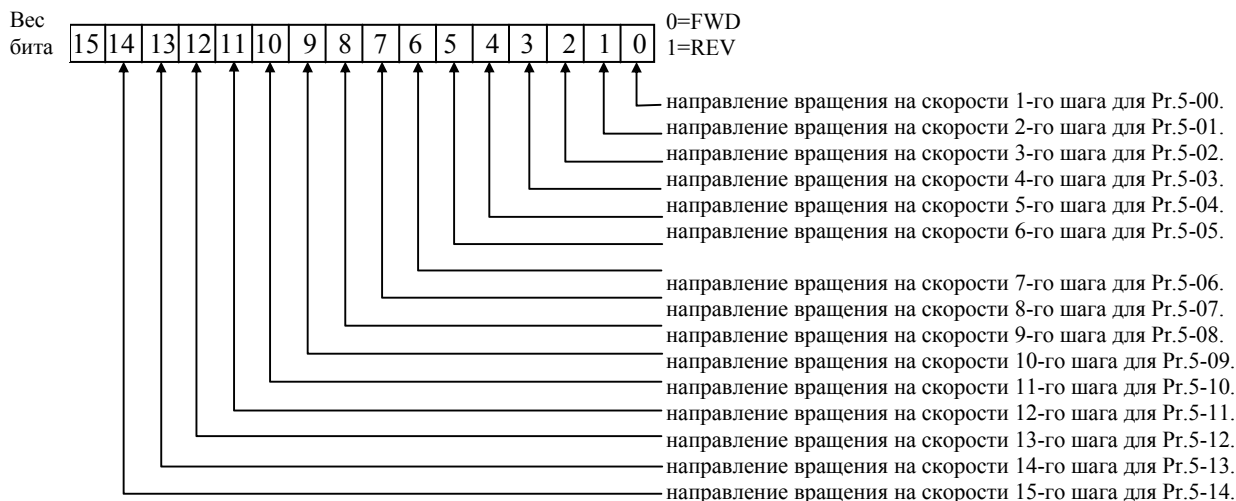 Вес
бита
15 14 13 12 11 10 9 8 7 6 5 4 3 2 1 0
0=FWD
1=REV
направление вращения на скорости 1-го шага для Pr.5-00.
направление вращения на скорости 2-го шага для Pr.5-01.
направление вращения на скорости 3-го шага для Pr.5-02.
направление вращения на скорости 4-го шага для Pr.5-03.
направление вращения на скорости 5-го шага для Pr.5-04.
направление вращения на скорости 6-го шага для Pr.5-05.
направление вращения на скорости 7-го шага для Pr.5-06.
направление вращения на скорости 8-го шага для Pr.5-07.
направление вращения на скорости 9-го шага для Pr.5-08.
направление вращения на скорости 10-го шага для Pr.5-09.
направление вращения на скорости 11-го шага для Pr.5-10.
направление вращения на скорости 12-го шага для Pr.5-11.
направление вращения на скорости 13-го шага для Pr.5-12.
направление вращения на скорости 14-го шага для Pr.5-13.
направление вращения на скорости 15-го шага для Pr.5-14.